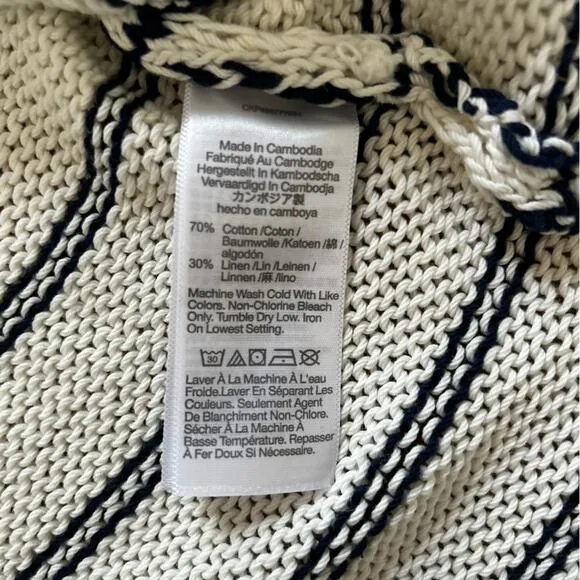 Made In Cambodia
Fabriqué Au Cambodge
Hergestellt In Kambodscha
Vervaardigd In Cambodja
カンボジア製
hecho en camboya
70% Cotton /Coton /
Baumwolle /Katoen /綿 /
algodón
30% Linen /Lin /Leinen /
Linnen /麻 /lino
Machine Wash Cold With Like
Colors. Non-Chlorine Bleach
Only. Tumble Dry Low. Iron
On Lowest Setting.
30
Laver À La Machine À L'eau
Froide.Laver En Séparant Les
Couleurs. Seulement Agent
De Blanchiment Non-Chlore.
Sécher À La Machine À
Basse Température. Repasser
À Fer Doux Si Nécessaire.